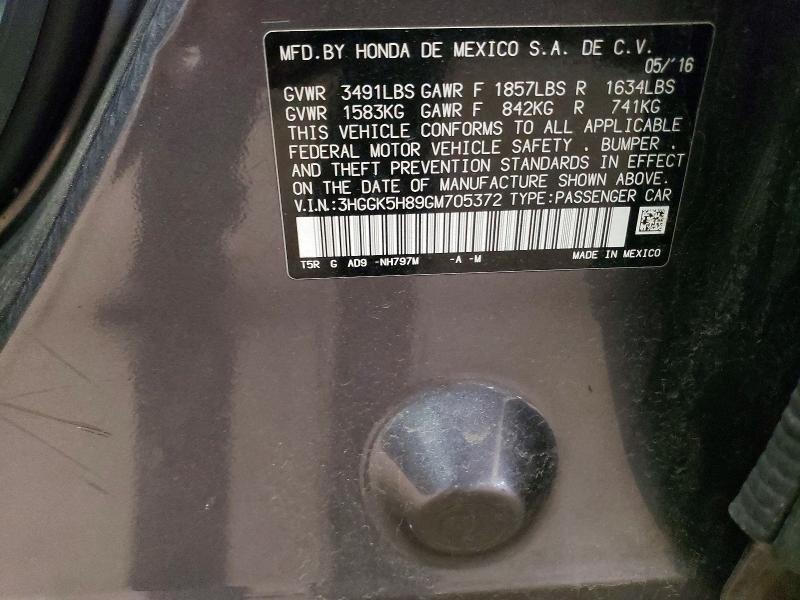 MFD.BY HONDA DE MEXICO S.A. DE C.V.
05/'16
GVWR 3491LBS GAWR F 1857LBS R 1634LBS
GVWR 1583KG GAWR F 842KG R 741KG
THIS VEHICLE CONFORMS TO ALL APPLICABLE
FEDERAL MOTOR VEHICLE SAFETY . BUMPER .
AND THEFT PREVENTION STANDARDS IN EFFECT
ON THE DATE OF MANUFACTURE SHOWN ABOVE.
V.I.N.:3HGGK5H89GM705372 TYPE:PASSENGER CAR
T5R G AD9 -NH797M -A -M MADE IN MEXICO